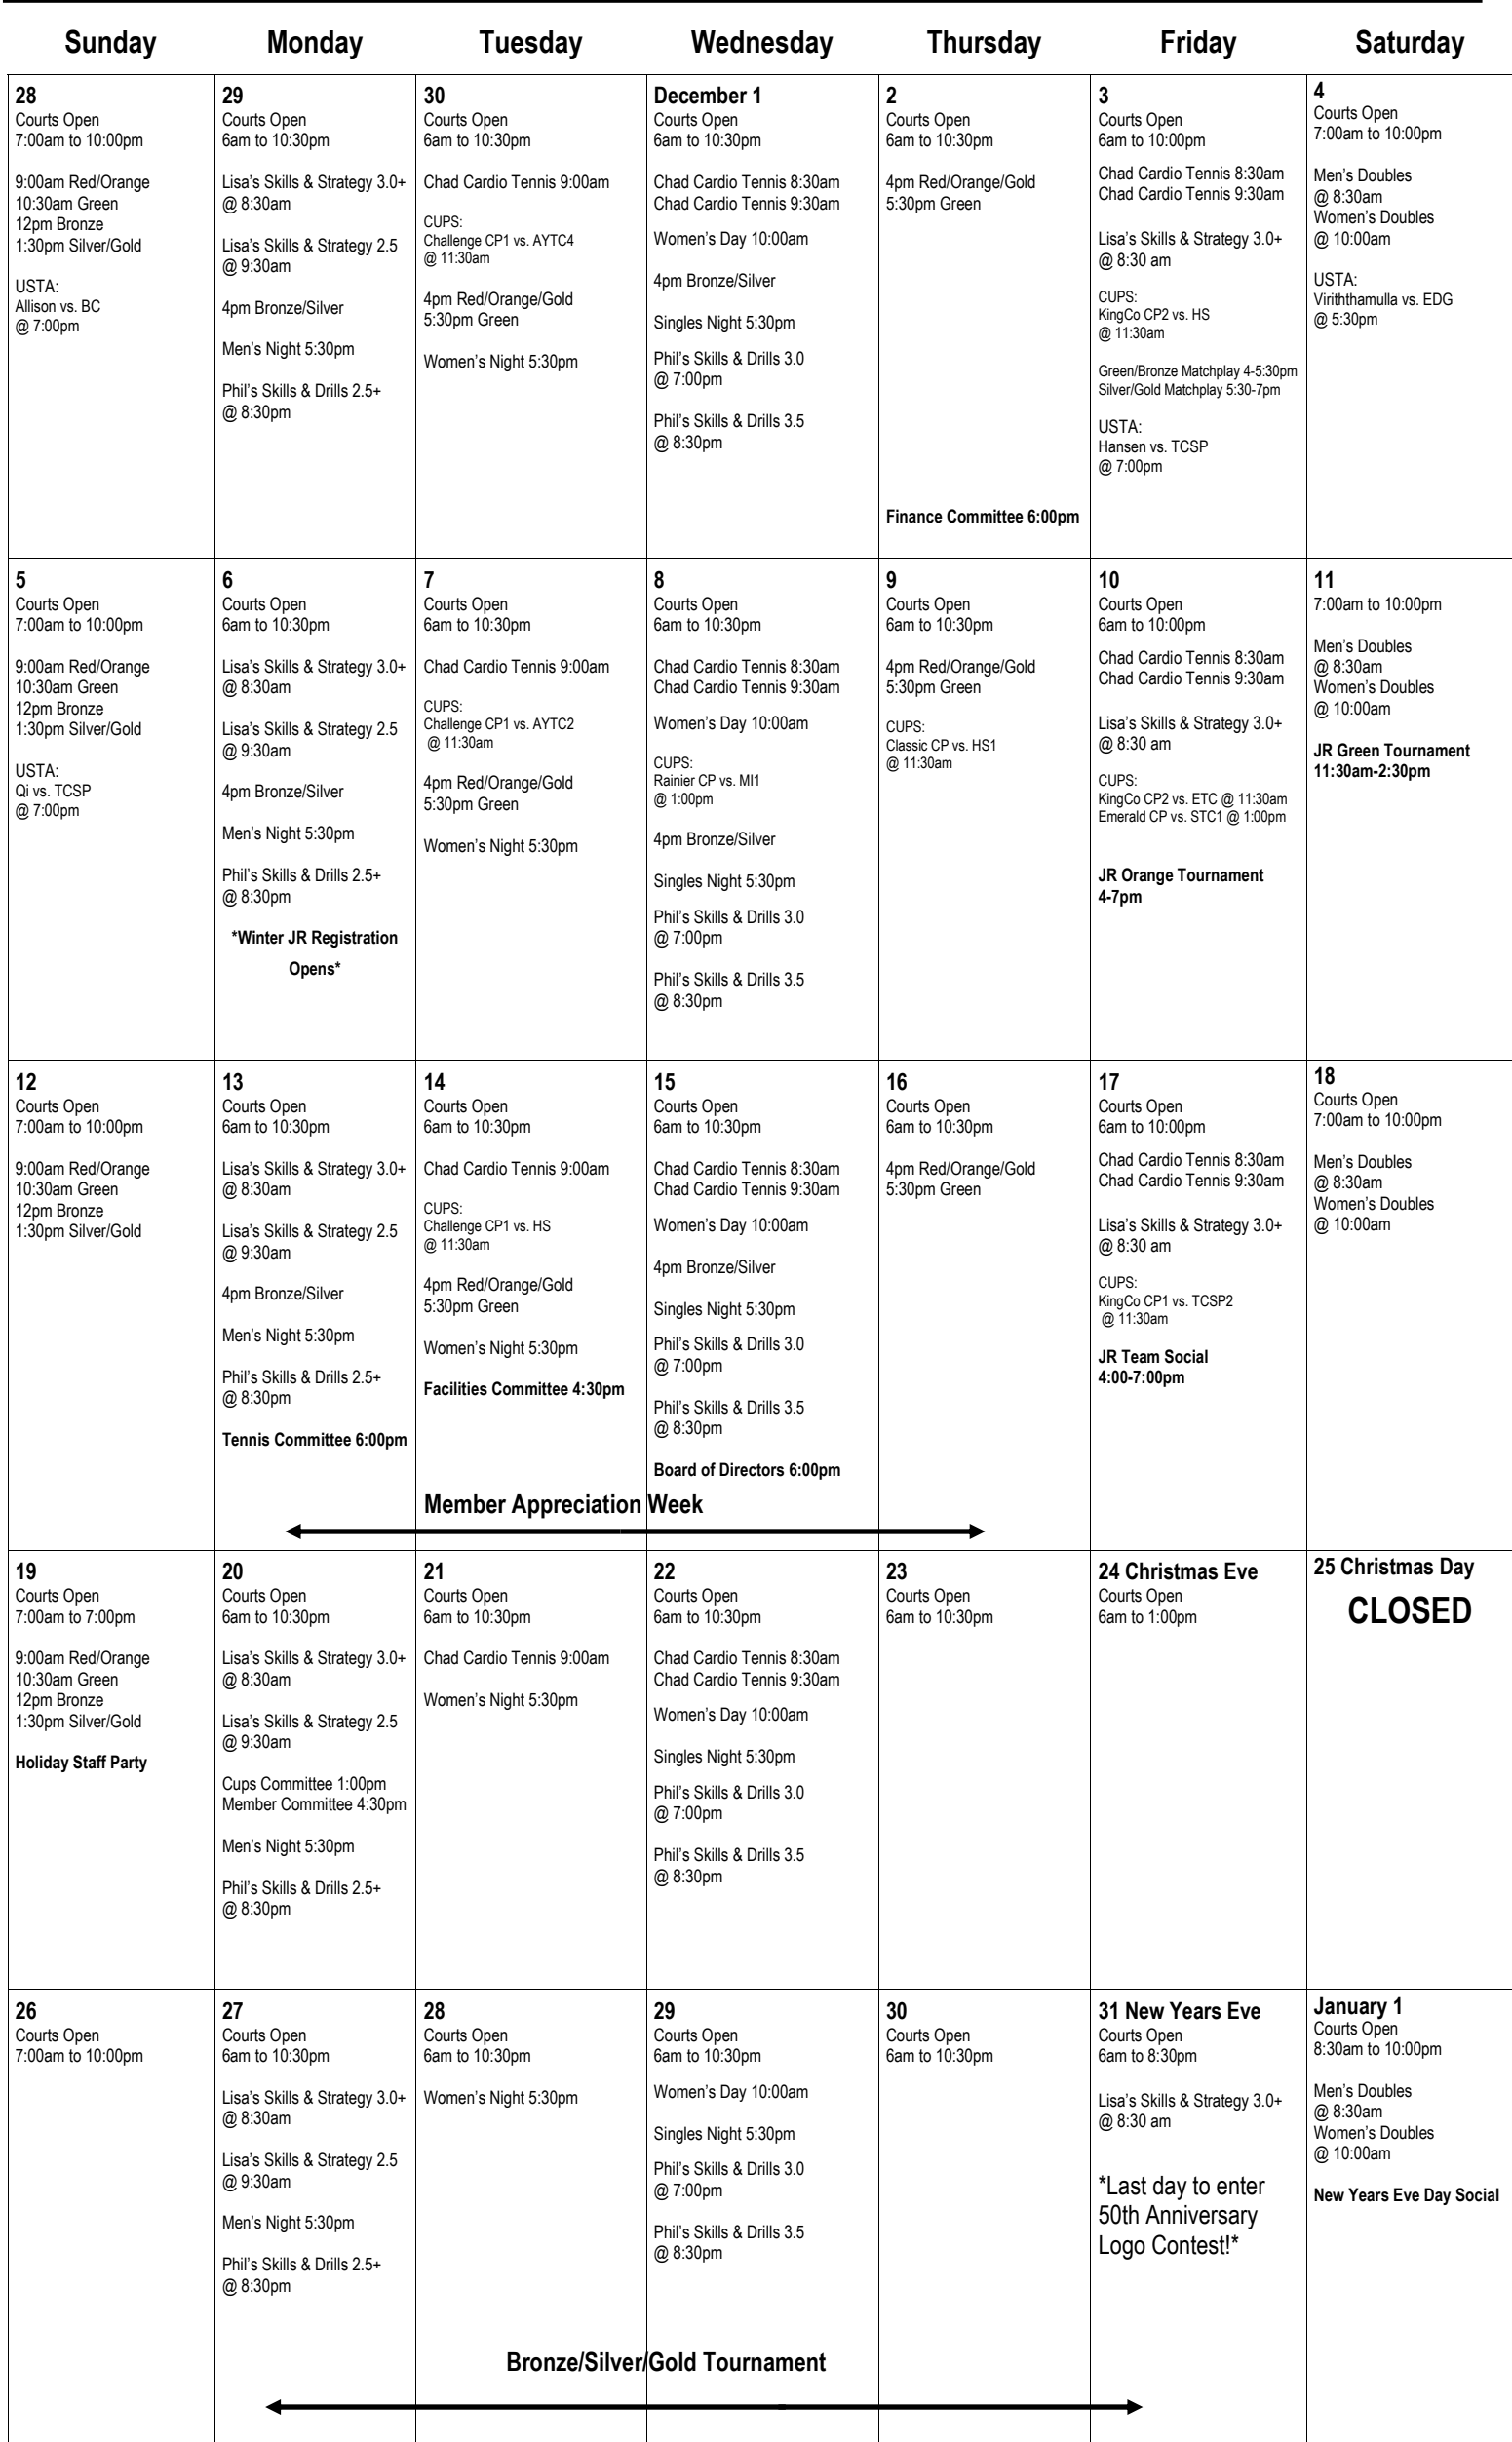 Sunday Monday Tuesday Wednesday Thursday Friday Saturday
28
Courts Open
7:00am to 10:00pm
9:00am Red/Orange
10:30am Green
12pm Bronze
1:30pm Silver/Gold
USTA:
Allison vs. BC
@ 7:00pm
29
Courts Open
6am to 10:30pm
Lisa's Skills & Strategy 3.0+
@ 8:30am
Lisa's Skills & Strategy 2.5
@ 9:30am
4pm Bronze/Silver
Men's Night 5:30pm
Phil's Skills & Drills 2.5+
@ 8:30pm
30
Courts Open
6am to 10:30pm
Chad Cardio Tennis 9:00am
CUPS:
Challenge CP1 vs. AYTC4
@ 11:30am
4pm Red/Orange/Gold
5:30pm Green
Women's Night 5:30pm
December 1
Courts Open
6am to 10:30pm
Chad Cardio Tennis 8:30am
Chad Cardio Tennis 9:30am
Women's Day 10:00am
4pm Bronze/Silver
Singles Night 5:30pm
Phil's Skills & Drills 3.0
@ 7:00pm
Phil's Skills & Drills 3.5
@ 8:30pm
2
Courts Open
6am to 10:30pm
4pm Red/Orange/Gold
5:30pm Green
Finance Committee 6:00pm
3
Courts Open
6am to 10:00pm
Chad Cardio Tennis 8:30am
Chad Cardio Tennis 9:30am
Lisa's Skills & Strategy 3.0+
@ 8:30 am
CUPS:
KingCo CP2 vs. HS
@ 11:30am
Green/Bronze Matchplay 4-5:30pm
Silver/Gold Matchplay 5:30-7pm
USTA:
Hansen vs. TCSP
@ 7:00pm
4
Courts Open
7:00am to 10:00pm
Men's Doubles
@ 8:30am
Women's Doubles
@ 10:00am
USTA:
Viriththamulla vs. EDG
@ 5:30pm
5
Courts Open
7:00am to 10:00pm
9:00am Red/Orange
10:30am Green
12pm Bronze
1:30pm Silver/Gold
USTA:
Qi vs. TCSP
@ 7:00pm
6
Courts Open
6am to 10:30pm
Lisa's Skills & Strategy 3.0+
@ 8:30am
Lisa's Skills & Strategy 2.5
@ 9:30am
4pm Bronze/Silver
Men's Night 5:30pm
Phil's Skills & Drills 2.5+
@ 8:30pm
*Winter JR Registration
Opens*
7
Courts Open
6am to 10:30pm
Chad Cardio Tennis 9:00am
CUPS:
Challenge CP1 vs. AYTC2
@ 11:30am
4pm Red/Orange/Gold
5:30pm Green
Women's Night 5:30pm
8
Courts Open
6am to 10:30pm
Chad Cardio Tennis 8:30am
Chad Cardio Tennis 9:30am
Women's Day 10:00am
CUPS:
Rainier CP vs. MI1
@ 1:00pm
4pm Bronze/Silver
Singles Night 5:30pm
Phil's Skills & Drills 3.0
@ 7:00pm
Phil's Skills & Drills 3.5
@ 8:30pm
9
Courts Open
6am to 10:30pm
4pm Red/Orange/Gold
5:30pm Green
CUPS:
Classic CP vs. HS1
@ 11:30am
10
Courts Open
6am to 10:00pm
Chad Cardio Tennis 8:30am
Chad Cardio Tennis 9:30am
Lisa's Skills & Strategy 3.0+
@ 8:30 am
CUPS:
KingCo CP2 vs. ETC @ 11:30am
Emerald CP vs. STC1 @ 1:00pm
JR Orange Tournament
4-7pm
11
7:00am to 10:00pm
Men's Doubles
@ 8:30am
Women's Doubles
@ 10:00am
JR Green Tournament
11:30am-2:30pm
12
Courts Open
7:00am to 10:00pm
9:00am Red/Orange
10:30am Green
12pm Bronze
1:30pm Silver/Gold
13
Courts Open
6am to 10:30pm
Lisa's Skills & Strategy 3.0+
@ 8:30am
Lisa's Skills & Strategy 2.5
@ 9:30am
4pm Bronze/Silver
Men's Night 5:30pm
Phil's Skills & Drills 2.5+
@ 8:30pm
Tennis Committee 6:00pm
14
Courts Open
6am to 10:30pm
Chad Cardio Tennis 9:00am
CUPS:
Challenge CP1 vs. HS
@ 11:30am
4pm Red/Orange/Gold
5:30pm Green
Women's Night 5:30pm
Facilities Committee 4:30pm
15
Courts Open
6am to 10:30pm
Chad Cardio Tennis 8:30am
Chad Cardio Tennis 9:30am
Women's Day 10:00am
4pm Bronze/Silver
Singles Night 5:30pm
Phil's Skills & Drills 3.0
@ 7:00pm
Phil's Skills & Drills 3.5
@ 8:30pm
Board of Directors 6:00pm
16
Courts Open
6am to 10:30pm
4pm Red/Orange/Gold
5:30pm Green
17
Courts Open
6am to 10:00pm
Chad Cardio Tennis 8:30am
Chad Cardio Tennis 9:30am
Lisa's Skills & Strategy 3.0+
@ 8:30 am
CUPS:
KingCo CP1 vs. TCSP2
@ 11:30am
JR Team Social
4:00-7:00pm
18
Courts Open
7:00am to 10:00pm
Men's Doubles
@ 8:30am
Women's Doubles
@ 10:00am
Member Appreciation Week
19
Courts Open
7:00am to 7:00pm
9:00am Red/Orange
10:30am Green
12pm Bronze
1:30pm Silver/Gold
Holiday Staff Party
20
Courts Open
6am to 10:30pm
Lisa's Skills & Strategy 3.0+
@ 8:30am
Lisa's Skills & Strategy 2.5
@ 9:30am
Cups Committee 1:00pm
Member Committee 4:30pm
Men's Night 5:30pm
Phil's Skills & Drills 2.5+
@ 8:30pm
21
Courts Open
6am to 10:30pm
Chad Cardio Tennis 9:00am
Women's Night 5:30pm
22
Courts Open
6am to 10:30pm
Chad Cardio Tennis 8:30am
Chad Cardio Tennis 9:30am
Women's Day 10:00am
Singles Night 5:30pm
Phil's Skills & Drills 3.0
@ 7:00pm
Phil's Skills & Drills 3.5
@ 8:30pm
23
Courts Open
6am to 10:30pm
24 Christmas Eve
Courts Open
6am to 1:00pm
25 Christmas Day
CLOSED
26
Courts Open
7:00am to 10:00pm
27
Courts Open
6am to 10:30pm
Lisa's Skills & Strategy 3.0+
@ 8:30am
Lisa's Skills & Strategy 2.5
@ 9:30am
Men's Night 5:30pm
Phil's Skills & Drills 2.5+
@ 8:30pm
28
Courts Open
6am to 10:30pm
Women's Night 5:30pm
29
Courts Open
6am to 10:30pm
Women's Day 10:00am
Singles Night 5:30pm
Phil's Skills & Drills 3.0
@ 7:00pm
Phil's Skills & Drills 3.5
@ 8:30pm
30
Courts Open
6am to 10:30pm
31 New Years Eve
Courts Open
6am to 8:30pm
Lisa's Skills & Strategy 3.0+
@ 8:30 am
*Last day to enter
50th Anniversary
Logo Contest!*
January 1
Courts Open
8:30am to 10:00pm
Men's Doubles
@ 8:30am
Women's Doubles
@ 10:00am
New Years Eve Day Social
Bronze/Silver/Gold Tournament